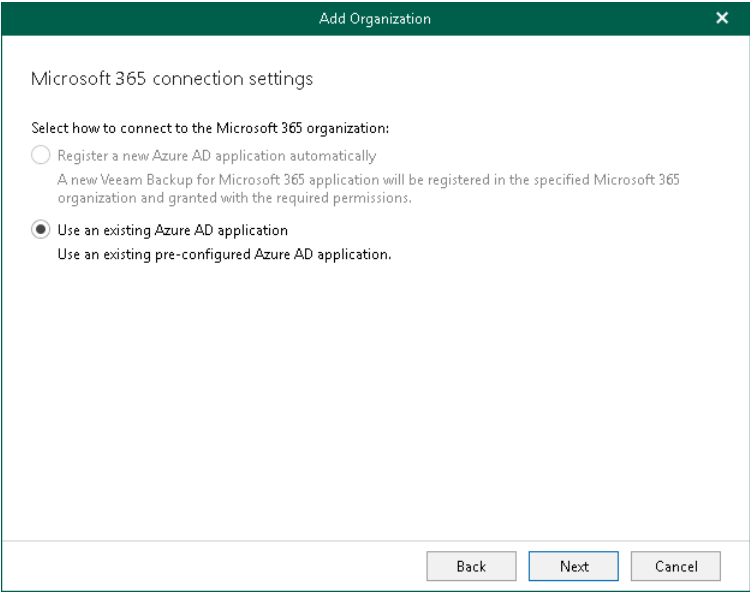 Add Organization
Microsoft 365 connection settings
Select how to connect to the Microsoft 365 organization:
Register a new Azure AD application automatically
A new Veeam Backup for Microsoft 365 application will be registered in the specified Microsoft 365
organization and granted with the required permissions.
Use an existing Azure AD application
Use an existing pre-configured Azure AD application.
Back Next Cancel